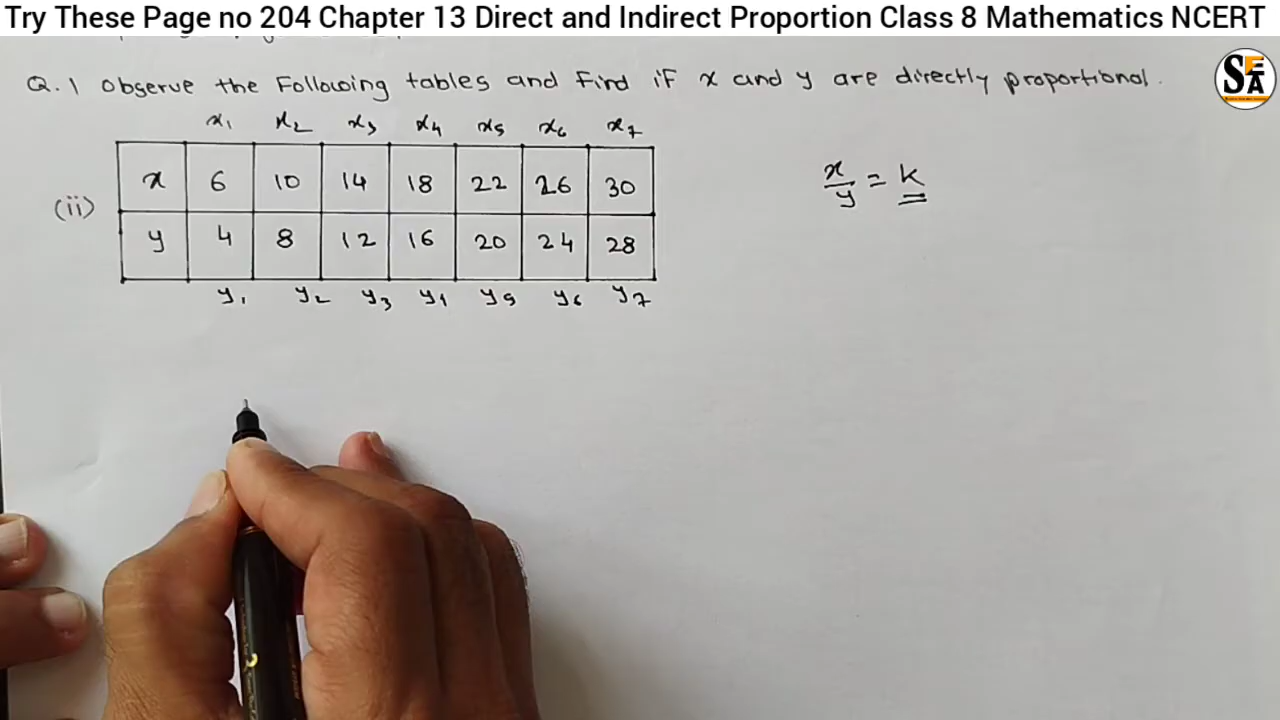 Try These Page no 204 Chapter 13 Direct and Indirect Proportion Class 8 Mathematics NCERT
Q.1 Observe the Following tables and Find if x and y are directly proportional.
SFEA
x₁ x₂ x₃ x₄ x₅ x₆ x₇
(ii) x 6 10 14 18 22 26 30
y 4 8 12 16 20 24 28
y₁ y₂ y₃ y₄ y₅ y₆ y₇
x/y = k